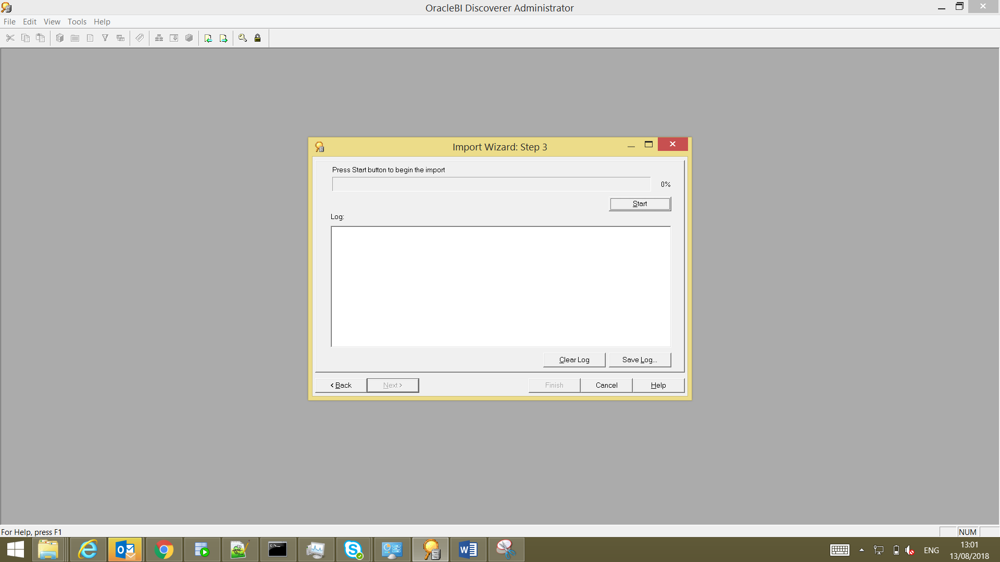 OracleBI Discoverer Administrator
File Edit View Tools Help
Import Wizard: Step 3
Press Start button to begin the import
0%
Start
Log:
Clear Log Save Log...
< Back Next > Finish Cancel Help
For Help, press F1
NUM
ENG
13:01
13/08/2018